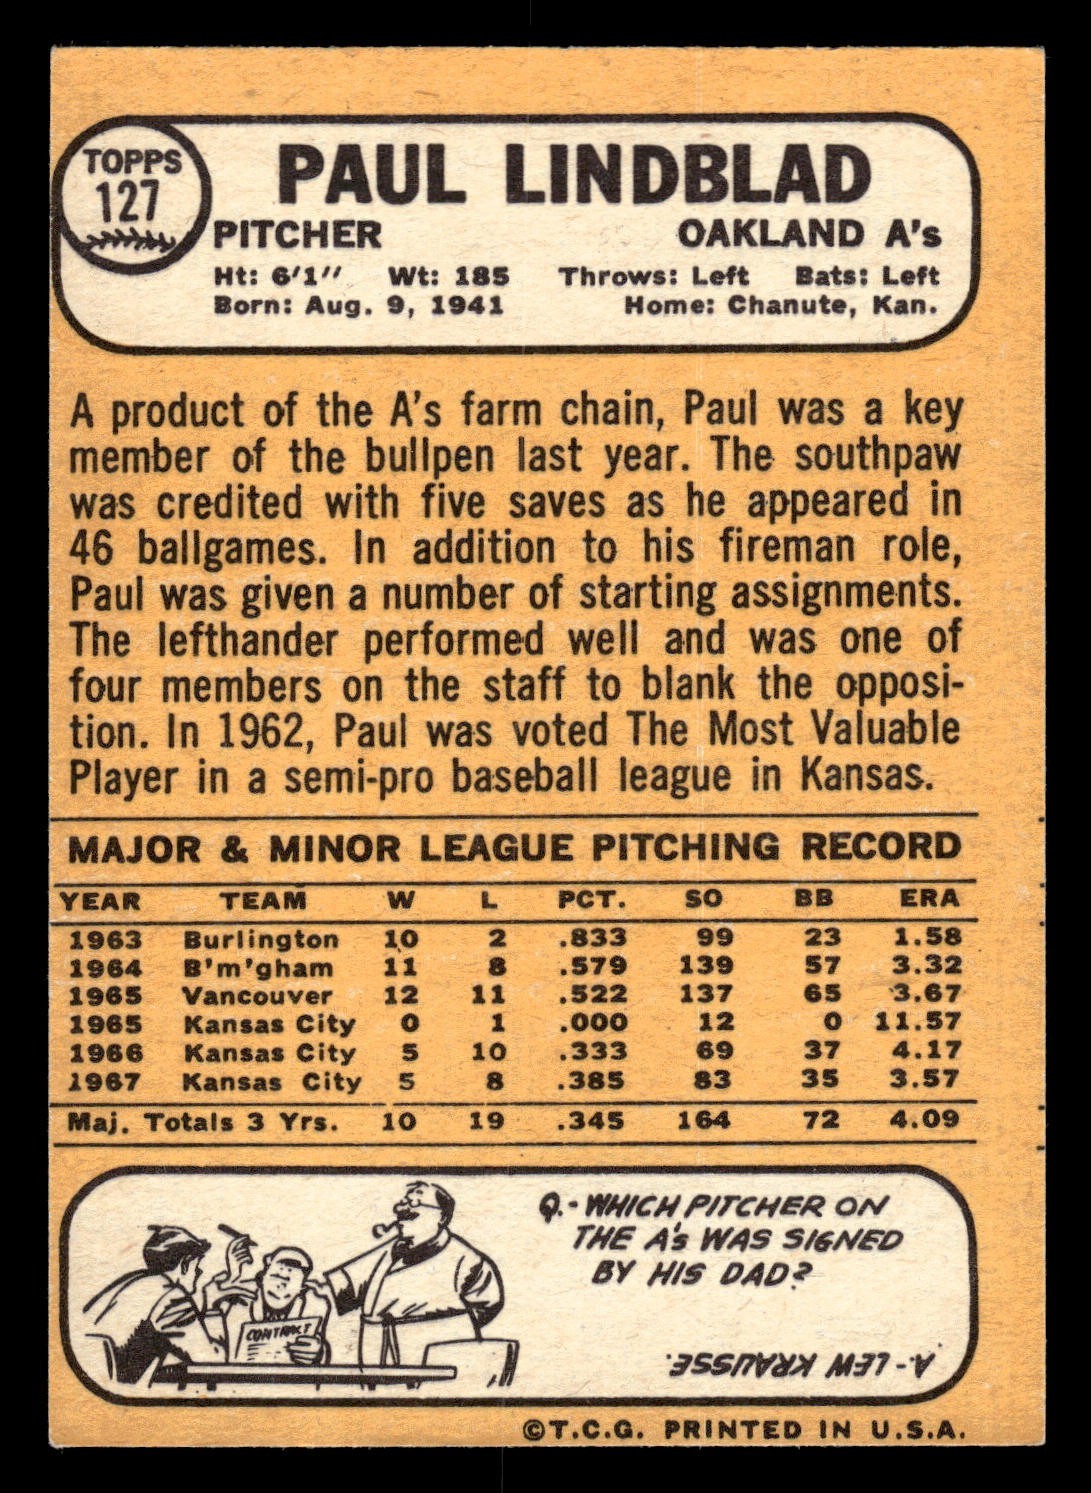 TOPPS
127
PAUL LINDBLAD
PITCHER OAKLAND A's
Ht: 6'1" Wt: 185 Throws: Left Bats: Left
Born: Aug. 9, 1941 Home: Chanute, Kan.
A product of the A's farm chain, Paul was a key
member of the bullpen last year. The southpaw
was credited with five saves as he appeared in
46 ballgames. In addition to his fireman role,
Paul was given a number of starting assignments.
The lefthander performed well and was one of
four members on the staff to blank the opposi-
tion. In 1962, Paul was voted The Most Valuable
Player in a semi-pro baseball league in Kansas.
MAJOR & MINOR LEAGUE PITCHING RECORD
YEAR TEAM W L PCT. SO BB ERA
1963 Burlington 10 2 .833 99 23 1.58
1964 B'm'gham 11 8 .579 139 57 3.32
1965 Vancouver 12 11 .522 137 65 3.67
1965 Kansas City 0 1 .000 12 0 11.57
1966 Kansas City 5 10 .333 69 37 4.17
1967 Kansas City 5 8 .385 83 35 3.57
Maj. Totals 3 Yrs. 10 19 .345 164 72 4.09
Q.- WHICH PITCHER ON
THE A's WAS SIGNED
BY HIS DAD?
CONTRACT
A.- LEW KRAUSSE.
©T.C.G. PRINTED IN U.S.A.